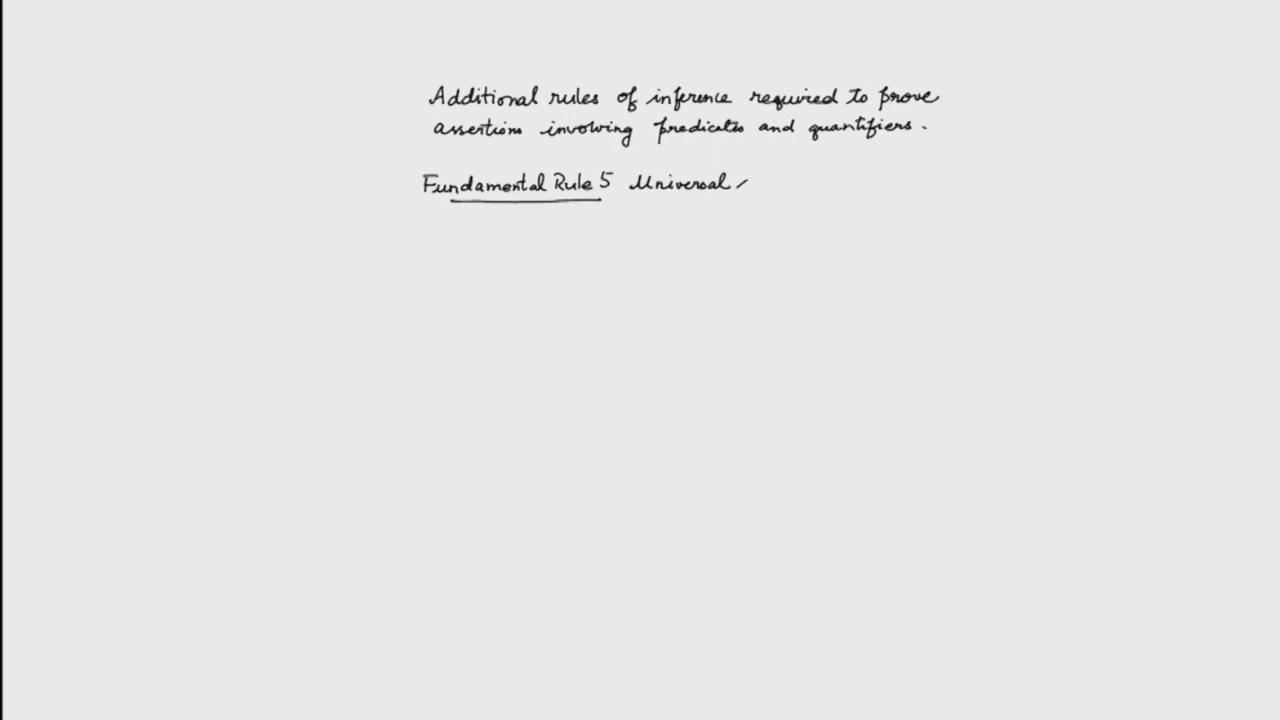 Additional rules of inference required to prove
assertions involving predicates and quantifiers.
Fundamental Rule 5 Universal